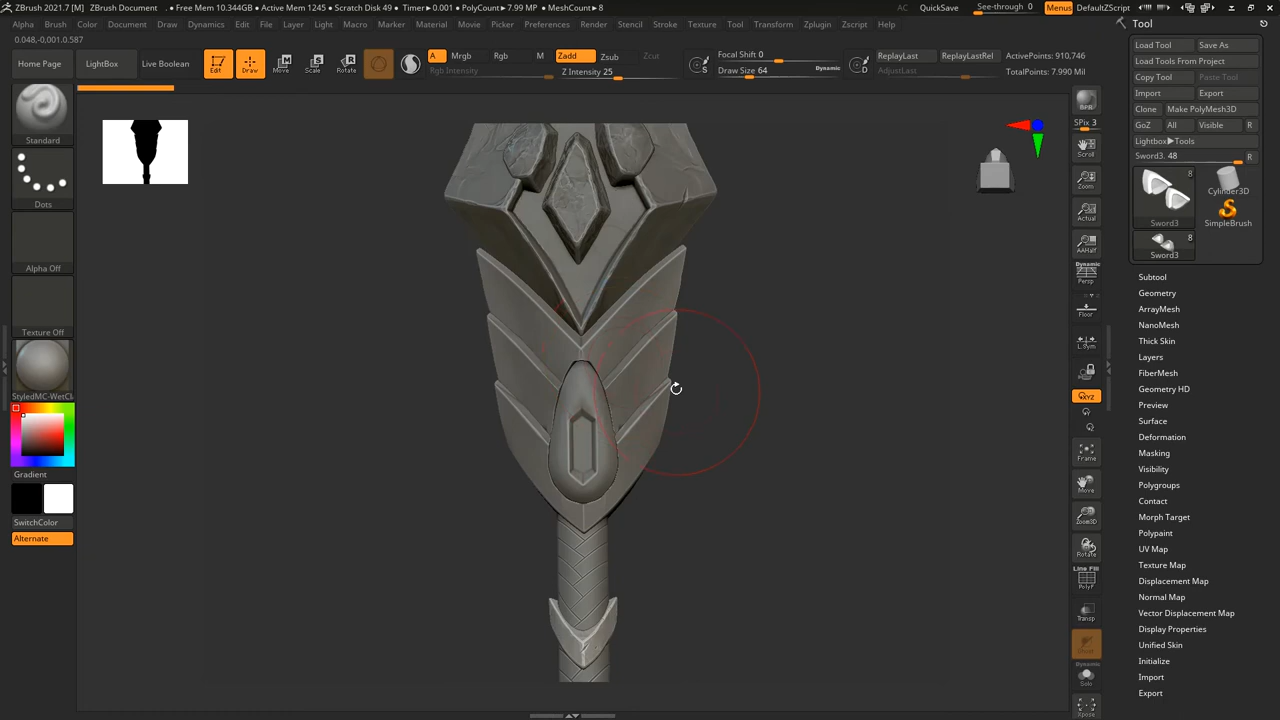 ZBrush 2021.7 [M] ZBrush Document . ● Free Mem 10.344GB ● Active Mem 1245 ● Scratch Disk 49 ● Timer▸0.001 ● PolyCount▸7.99 MP ● MeshCount▸8 AC QuickSave See-through 0 Menus DefaultZScript
Alpha Brush Color Document Draw Dynamics Edit File Layer Light Macro Marker Material Movie Picker Preferences Render Stencil Stroke Texture Tool Transform Zplugin Zscript Help
0.048,-0.001,0.587
Home Page LightBox Live Boolean Edit Draw Move Scale Rotate A Mrgb Rgb M Zadd Zsub Zcut
Rgb Intensity Z Intensity 25
Focal Shift 0
Draw Size 64 Dynamic
S D
ReplayLast ReplayLastRel ActivePoints: 910,746
AdjustLast TotalPoints: 7.990 Mil
Standard
Dots
Alpha Off
Texture Off
StyledMC-WetCl
Gradient
SwitchColor
Alternate
BPR
SPix 3
Scroll
Zoom
Actual
AAHalf
Dynamic
Persp
Floor
L.Sym
XYZ
Frame
Move
Zoom3D
Rotate
Line Fill
PolyF
Transp
Ghost
Dynamic
Solo
Xpose
Tool
Load Tool Save As
Load Tools From Project
Copy Tool Paste Tool
Import Export
Clone Make PolyMesh3D
GoZ All Visible R
Lightbox▸Tools
Sword3. 48 R
8
Sword3
Cylinder3D
SimpleBrush
8
Sword3
Subtool
Geometry
ArrayMesh
NanoMesh
Thick Skin
Layers
FiberMesh
Geometry HD
Preview
Surface
Deformation
Masking
Visibility
Polygroups
Contact
Morph Target
Polypaint
UV Map
Texture Map
Displacement Map
Normal Map
Vector Displacement Map
Display Properties
Unified Skin
Initialize
Import
Export